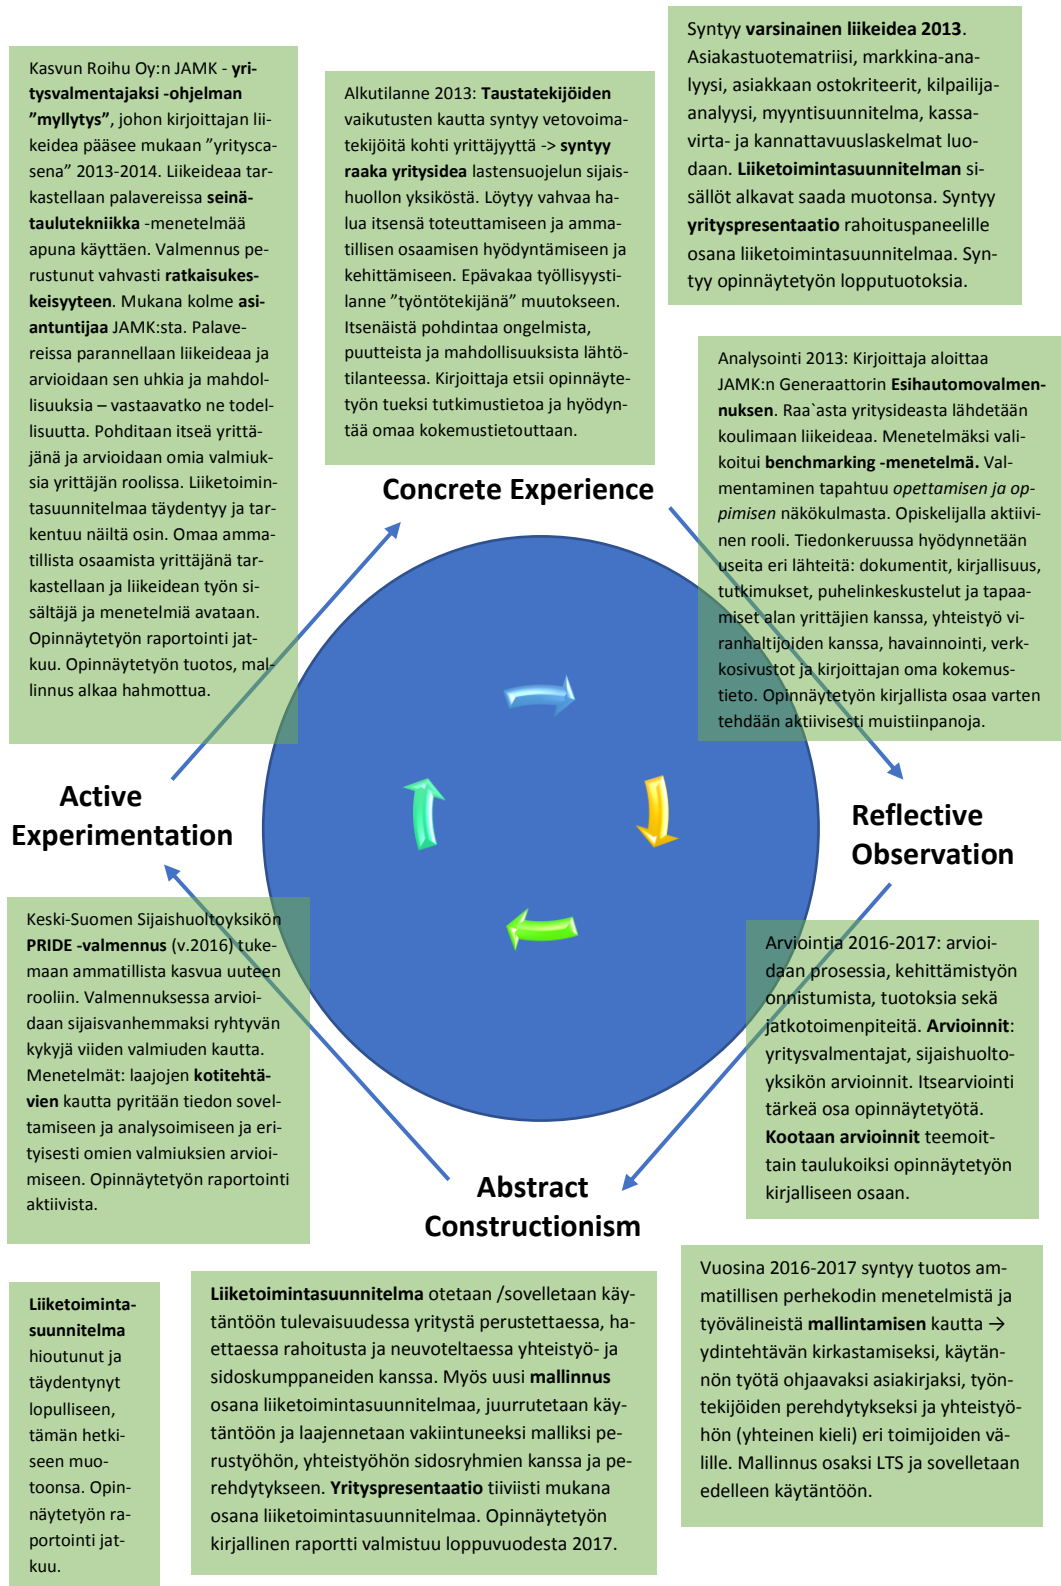 Kasvun Roihu Oy:n JAMK - yri-
tysvalmentajaksi -ohjelman
”myllytys”, johon kirjoittajan lii-
keidea pääsee mukaan ”yritysca-
sena” 2013-2014. Liikeideaa tar-
kastellaan palavereissa seinä-
taulutekniikka -menetelmää
apuna käyttäen. Valmennus pe-
rustunut vahvasti ratkaisukes-
keisyyteen. Mukana kolme asi-
antuntijaa JAMK:sta. Palave-
reissa parannellaan liikeideaa ja
arvioidaan sen uhkia ja mahdol-
lisuuksia – vastaavatko ne todel-
lisuutta. Pohditaan itseä yrittä-
jänä ja arvioidaan omia valmiuk-
sia yrittäjän roolissa. Liiketoimin-
tasuunnitelmaa täydentyy ja tar-
kentuu näiltä osin. Omaa amma-
tillista osaamista yrittäjänä tar-
kastellaan ja liikeidean työn si-
sältäjä ja menetelmiä avataan.
Opinnäytetyön raportointi jat-
kuu. Opinnäytetyön tuotos, mal-
linnus alkaa hahmottua.
Alkutilanne 2013: Taustatekijöiden
vaikutusten kautta syntyy vetovoima-
tekijöitä kohti yrittäjyyttä -> syntyy
raaka yritysidea lastensuojelun sijais-
huollon yksiköstä. Löytyy vahvaa ha-
lua itsensä toteuttamiseen ja amma-
tillisen osaamisen hyödyntämiseen ja
kehittämiseen. Epävakaa työllisyysti-
lanne ”työntötekijänä” muutokseen.
Itsenäistä pohdintaa ongelmista,
puutteista ja mahdollisuuksista lähtö-
tilanteessa. Kirjoittaja etsii opinnäyte-
työn tueksi tutkimustietoa ja hyödyn-
tää omaa kokemustietouttaan.
Syntyy varsinainen liikeidea 2013.
Asiakastuotematriisi, markkina-ana-
lyysi, asiakkaan ostokriteerit, kilpailija-
analyysi, myyntisuunnitelma, kassa-
virta- ja kannattavuuslaskelmat luo-
daan. Liiketoimintasuunnitelman si-
sällöt alkavat saada muotonsa. Syntyy
yrityspresentaatio rahoituspaneelille
osana liiketoimintasuunnitelmaa. Syn-
tyy opinnäytetyön lopputuotoksia.
Analysointi 2013: Kirjoittaja aloittaa
JAMK:n Generaattorin Esihautomovalmen-
nuksen. Raa`asta yritysideasta lähdetään
koulimaan liikeideaa. Menetelmäksi vali-
koitui benchmarking -menetelmä. Val-
mentaminen tapahtuu opettamisen ja op-
pimisen näkökulmasta. Opiskelijalla aktiivi-
nen rooli. Tiedonkeruussa hyödynnetään
useita eri lähteitä: dokumentit, kirjallisuus,
tutkimukset, puhelinkeskustelut ja tapaa-
miset alan yrittäjien kanssa, yhteistyö vi-
ranhaltijoiden kanssa, havainnointi, verk-
kosivustot ja kirjoittajan oma kokemus-
tieto. Opinnäytetyön kirjallista osaa varten
tehdään aktiivisesti muistiinpanoja.
Concrete Experience
Active
Experimentation
Reflective
Observation
Keski-Suomen Sijaishuoltoyksikön
PRIDE -valmennus (v.2016) tuke-
maan ammatillista kasvua uuteen
rooliin. Valmennuksessa arvioi-
daan sijaisvanhemmaksi ryhtyvän
kykyjä viiden valmiuden kautta.
Menetelmät: laajojen kotitehtä-
vien kautta pyritään tiedon sovel-
tamiseen ja analysoimiseen ja eri-
tyisesti omien valmiuksien arvioi-
miseen. Opinnäytetyön raportointi
aktiivista.
Arviointia 2016-2017: arvioi-
daan prosessia, kehittämistyön
onnistumista, tuotoksia sekä
jatkotoimenpiteitä. Arvioinnit:
yritysvalmentajat, sijaishuolto-
yksikön arvioinnit. Itsearviointi
tärkeä osa opinnäytetyötä.
Kootaan arvioinnit teemoit-
tain taulukoiksi opinnäytetyön
kirjalliseen osaan.
Abstract
Constructionism
Liiketoiminta-
suunnitelma
hioutunut ja
täydentynyt
lopulliseen,
tämän hetki-
seen muo-
toonsa. Opin-
näytetyön ra-
portointi jat-
kuu.
Liiketoimintasuunnitelma otetaan /sovelletaan käy-
täntöön tulevaisuudessa yritystä perustettaessa, ha-
ettaessa rahoitusta ja neuvoteltaessa yhteistyö- ja
sidoskumppaneiden kanssa. Myös uusi mallinnus
osana liiketoimintasuunnitelmaa, juurrutetaan käy-
täntöön ja laajennetaan vakiintuneeksi malliksi pe-
rustyöhön, yhteistyöhön sidosryhmien kanssa ja pe-
rehdytykseen. Yrityspresentaatio tiiviisti mukana
osana liiketoimintasuunnitelmaa. Opinnäytetyön
kirjallinen raportti valmistuu loppuvuodesta 2017.
Vuosina 2016-2017 syntyy tuotos am-
matillisen perhekodin menetelmistä ja
työvälineistä mallintamisen kautta →
ydintehtävän kirkastamiseksi, käytän-
nön työtä ohjaavaksi asiakirjaksi, työn-
tekijöiden perehdytykseksi ja yhteistyö-
hön (yhteinen kieli) eri toimijoiden vä-
lille. Mallinnus osaksi LTS ja sovelletaan
edelleen käytäntöön.